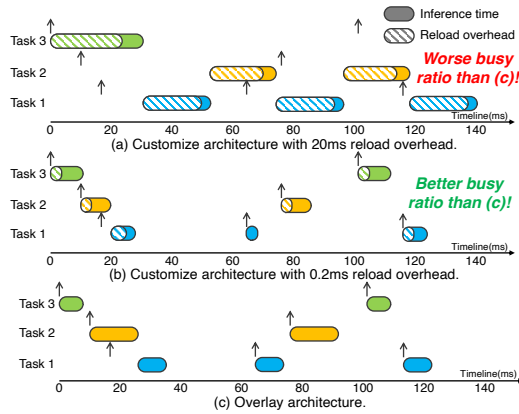 Inference time
Reload overhead
Task 3
Task 2
Task 1
Worse busy
ratio than (c)!
Timeline(ms)
0 20 40 60 80 100 120 140
(a) Customize architecture with 20ms reload overhead.
Task 3
Task 2
Task 1
Better busy
ratio than (c)!
Timeline(ms)
0 20 40 60 80 100 120 140
(b) Customize architecture with 0.2ms reload overhead.
Task 3
Task 2
Task 1
Timeline(ms)
0 20 40 60 80 100 120 140
(c) Overlay architecture.